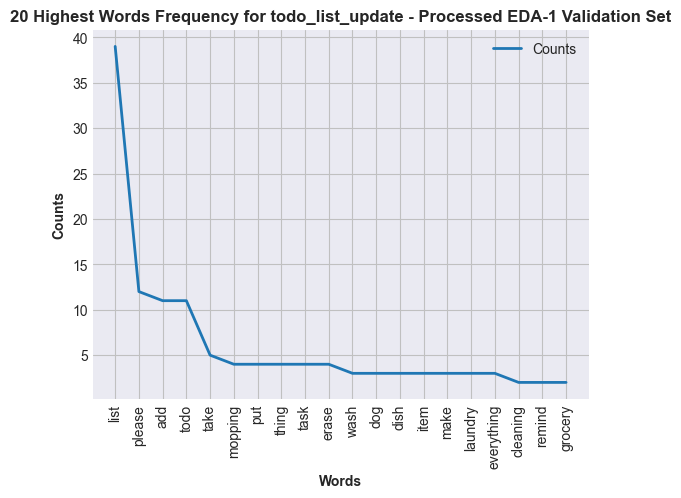 20 Highest Words Frequency for todo_list_update - Processed EDA-1 Validation Set
Counts
40
35
30
25
20
15
10
5
Counts
list
please
add
todo
take
mopping
put
thing
task
erase
wash
dog
dish
item
make
laundry
everything
cleaning
remind
grocery
Words